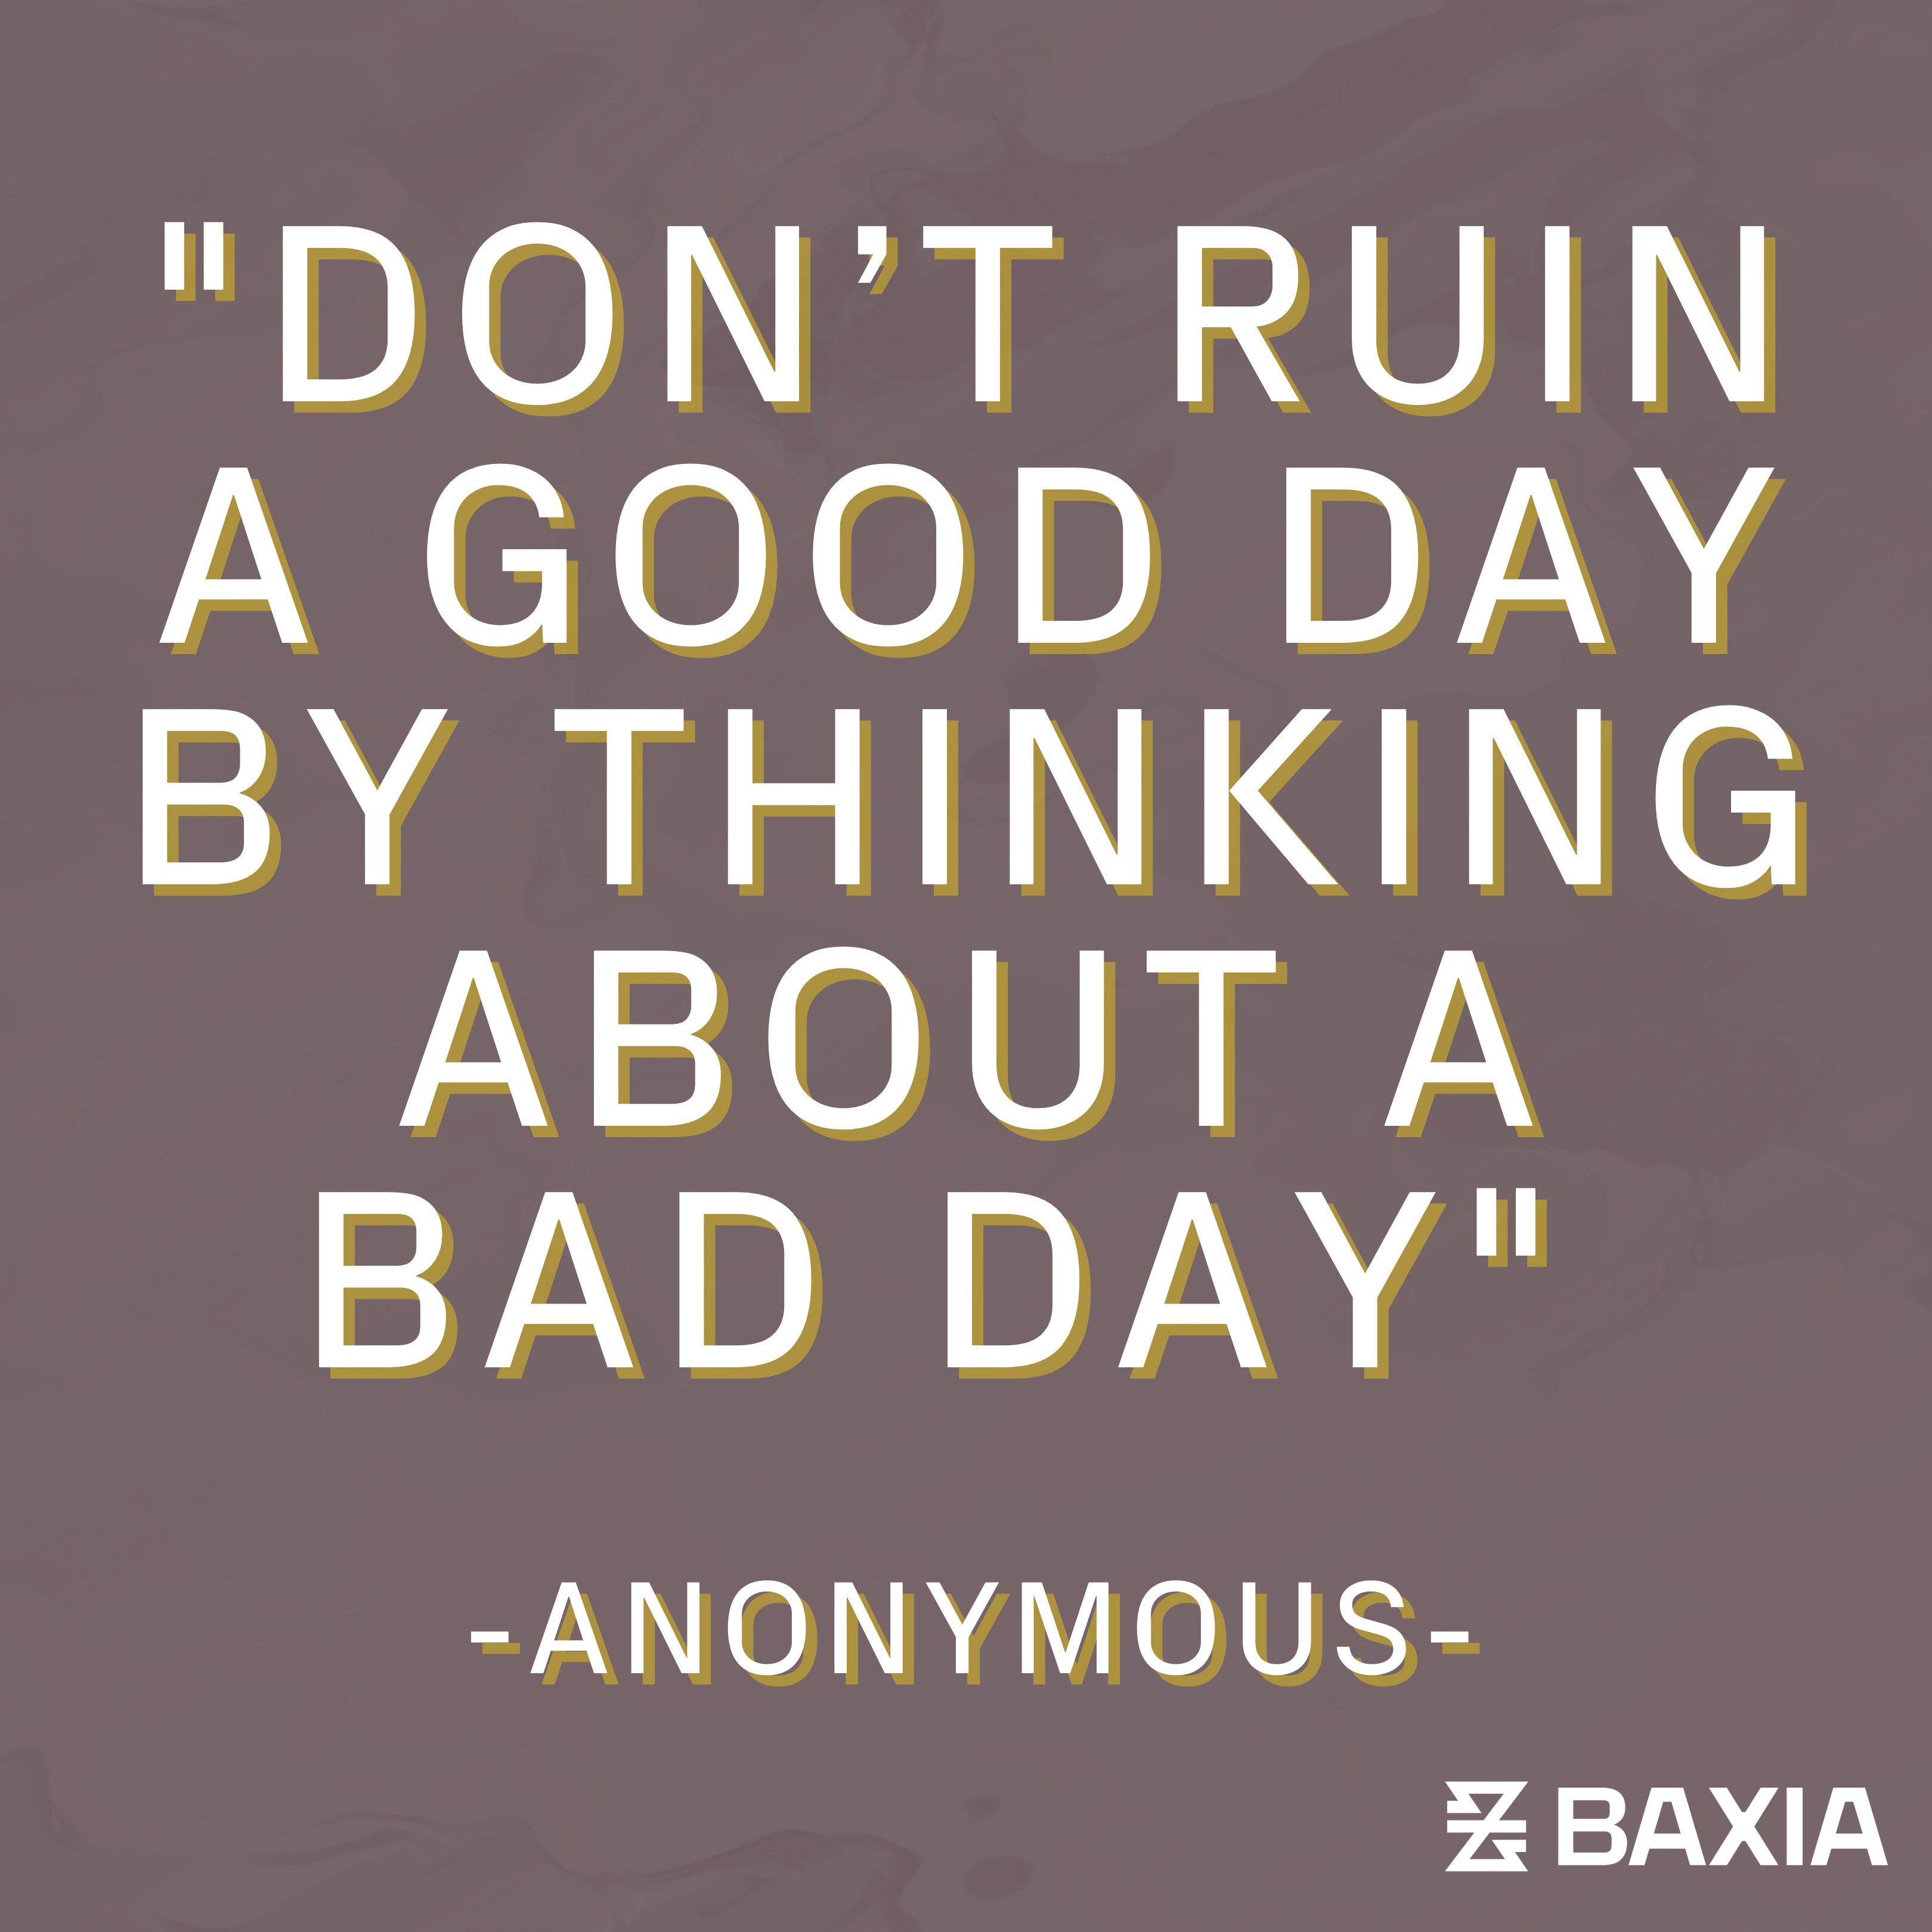 "DON’T RUIN
A GOOD DAY
BY THINKING
ABOUT A
BAD DAY"
-ANONYMOUS-
BAXIA